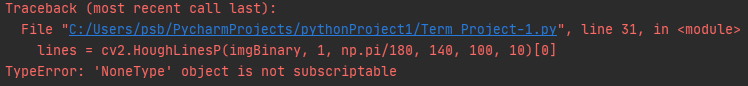 Traceback (most recent call last):
File "C:/Users/psb/PycharmProjects/pythonProject1/Term Project-1.py", line 31, in <module>
lines = cv2.HoughLinesP(imgBinary, 1, np.pi/180, 140, 100, 10)[0]
TypeError: 'NoneType' object is not subscriptable